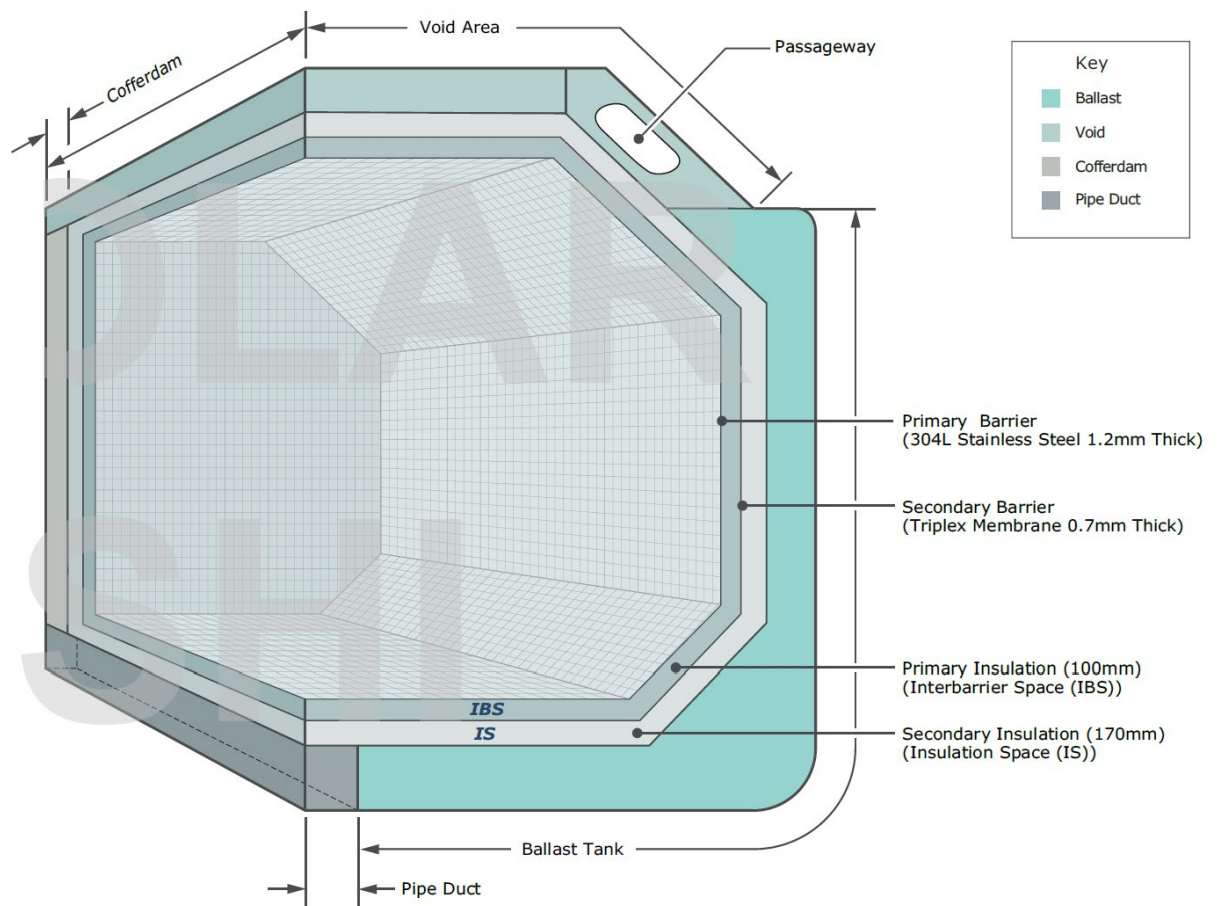 Void Area
Passageway
Cofferdam
Key
Ballast
Void
Cofferdam
Pipe Duct
OLAR
SHI
Primary Barrier
(304L Stainless Steel 1.2mm Thick)
Secondary Barrier
(Triplex Membrane 0.7mm Thick)
Primary Insulation (100mm)
(Interbarrier Space (IBS))
IBS
IS
Secondary Insulation (170mm)
(Insulation Space (IS))
Ballast Tank
Pipe Duct